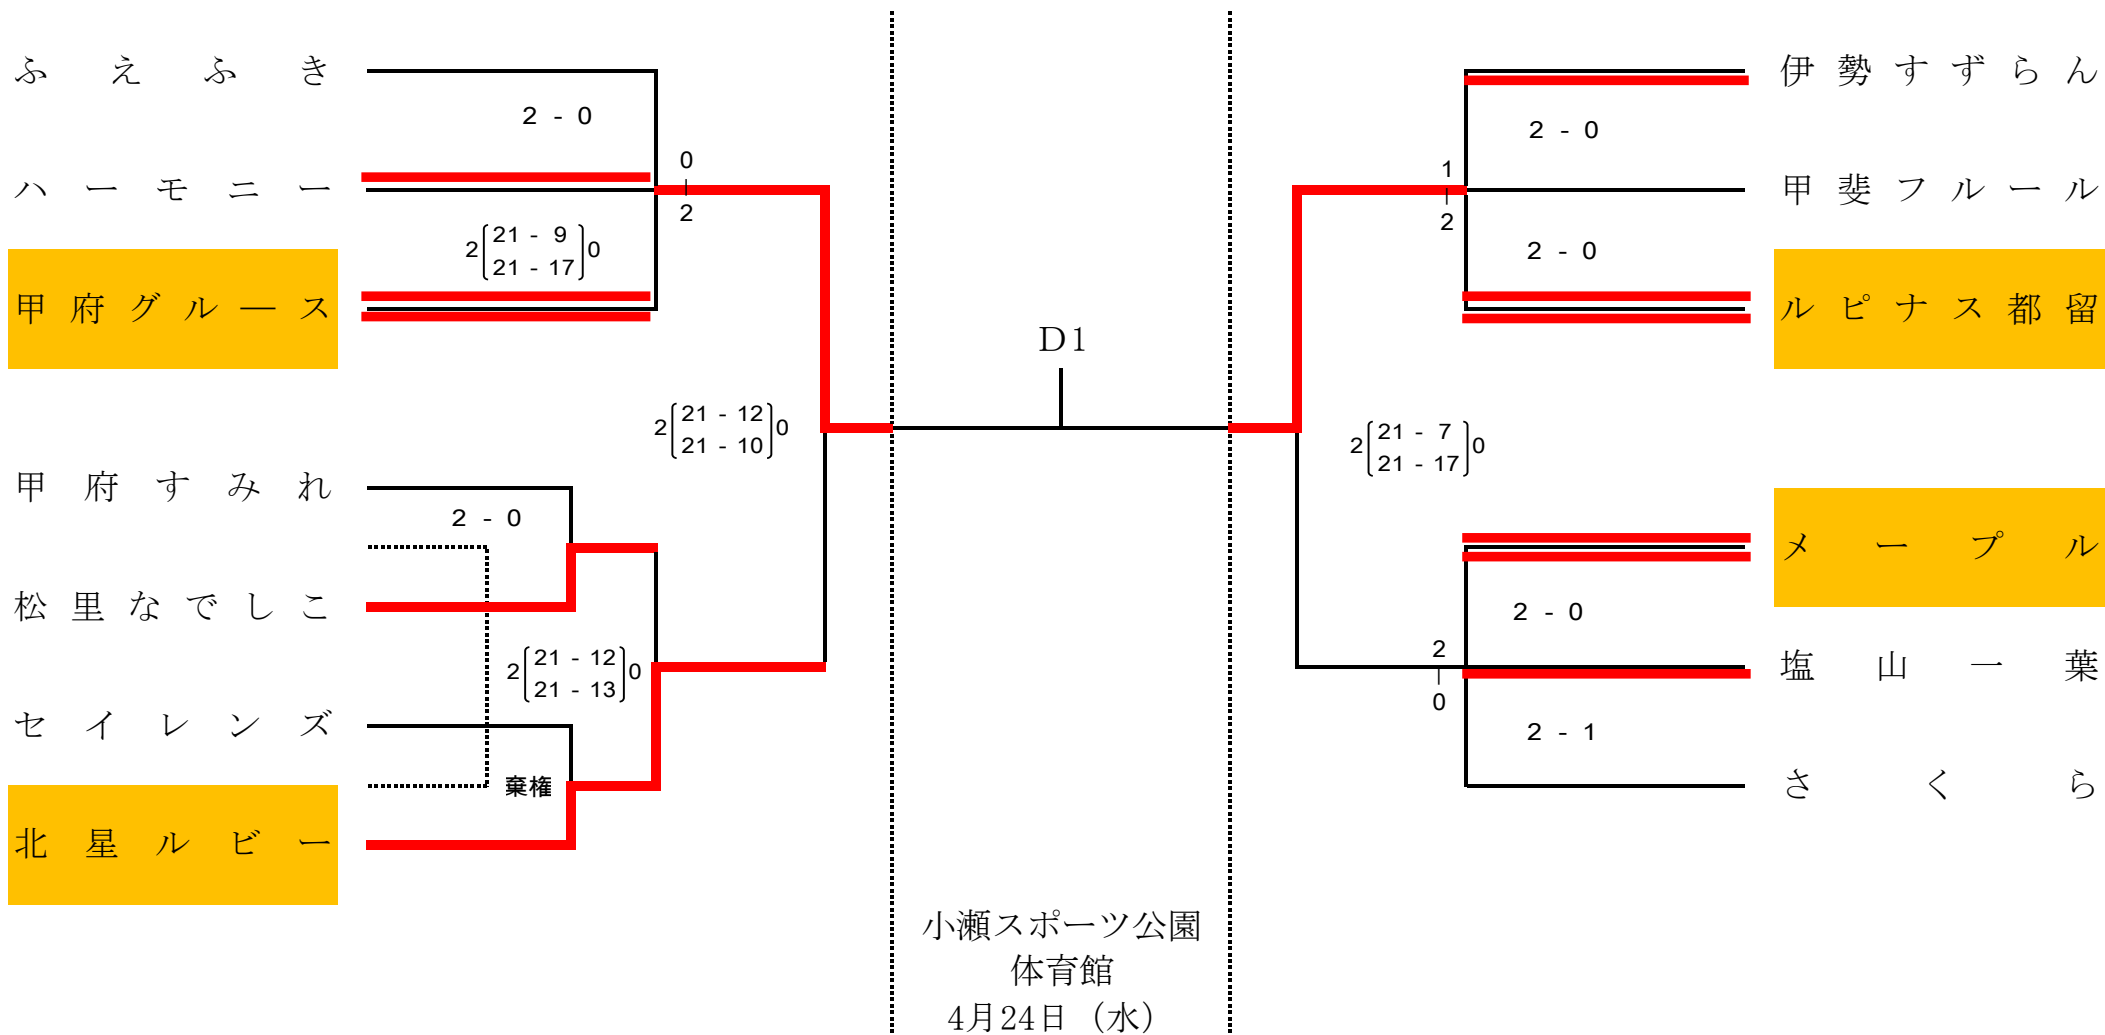 ふえふき
2 - 0
ハーモニー
0
2
2 21 - 9 0
21 - 17
甲府グル―ス
2 21 - 12 0
21 - 10
甲府すみれ
2 - 0
松里なでしこ
2 21 - 12 0
21 - 13
セイレンズ
棄権
北星ルビー
D1
小瀬スポーツ公園
体育館
4月24日（水）
伊勢すずらん
2 - 0
1
2
甲斐フルール
2 - 0
ルピナス都留
2 21 - 7 0
21 - 17
メープル
2 - 0
2
0
塩山一葉
2 - 1
さくら